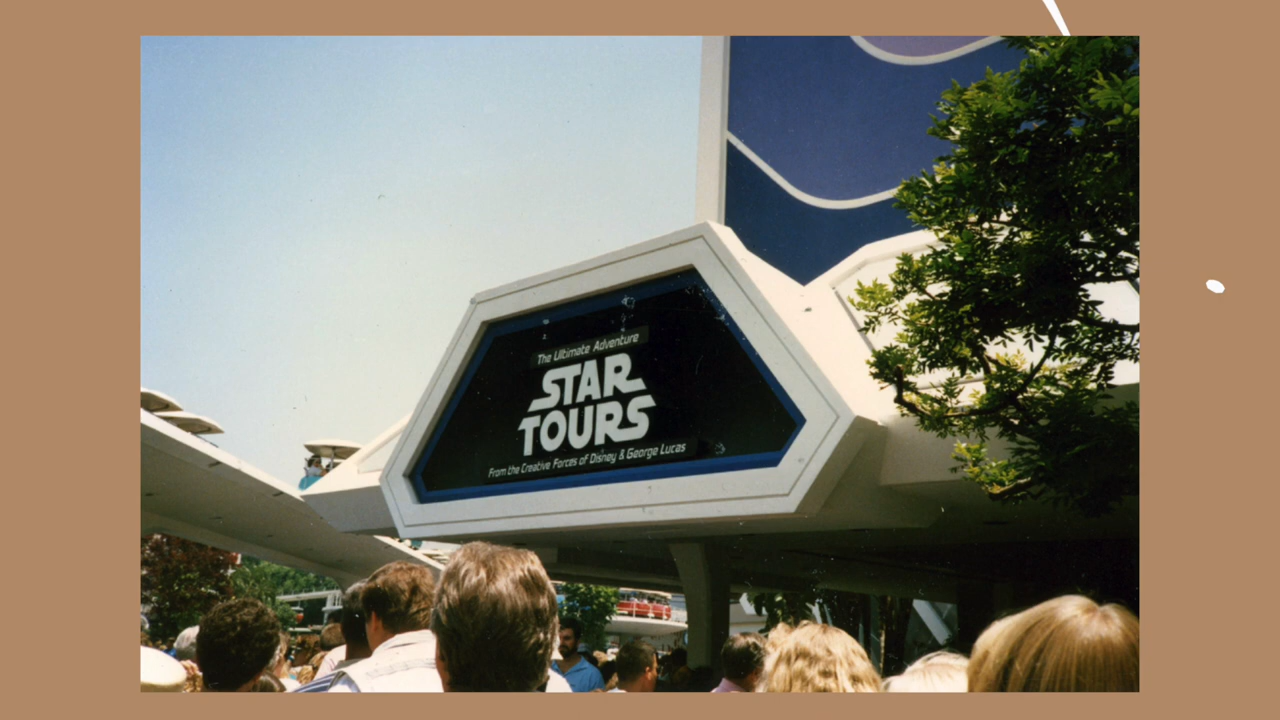 The Ultimate Adventure
STAR
TOURS
From the Creative Forces of Disney & George Lucas